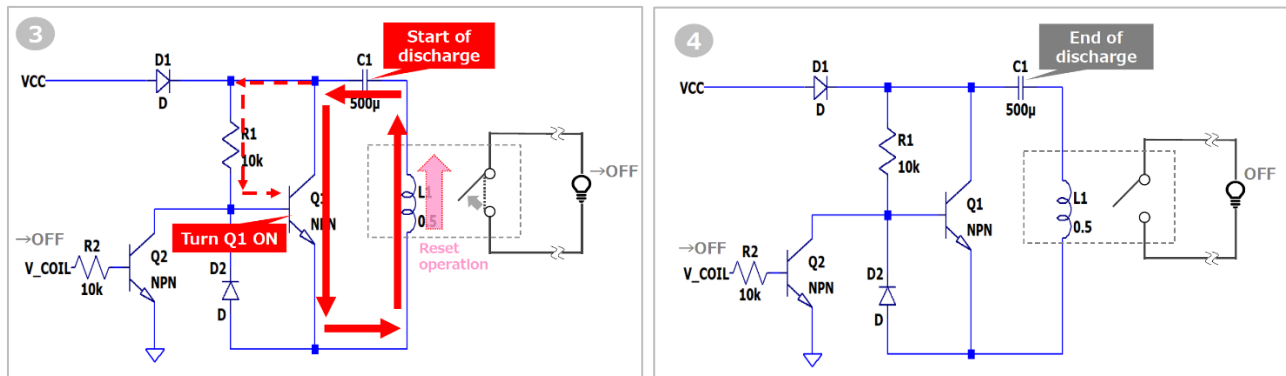 3
Start of
discharge
D1
C1
VCC
D
500μ
R1
10k
→OFF
Q1
L1
0.5
NPN
Turn Q1 ON
Reset
operation
→OFF
R2
V_COIL
10k
Q2
NPN
D2
D
4
End of
discharge
D1
C1
VCC
D
500μ
R1
10k
OFF
Q1
L1
NPN
0.5
→OFF
R2
V_COIL
10k
Q2
NPN
D2
D